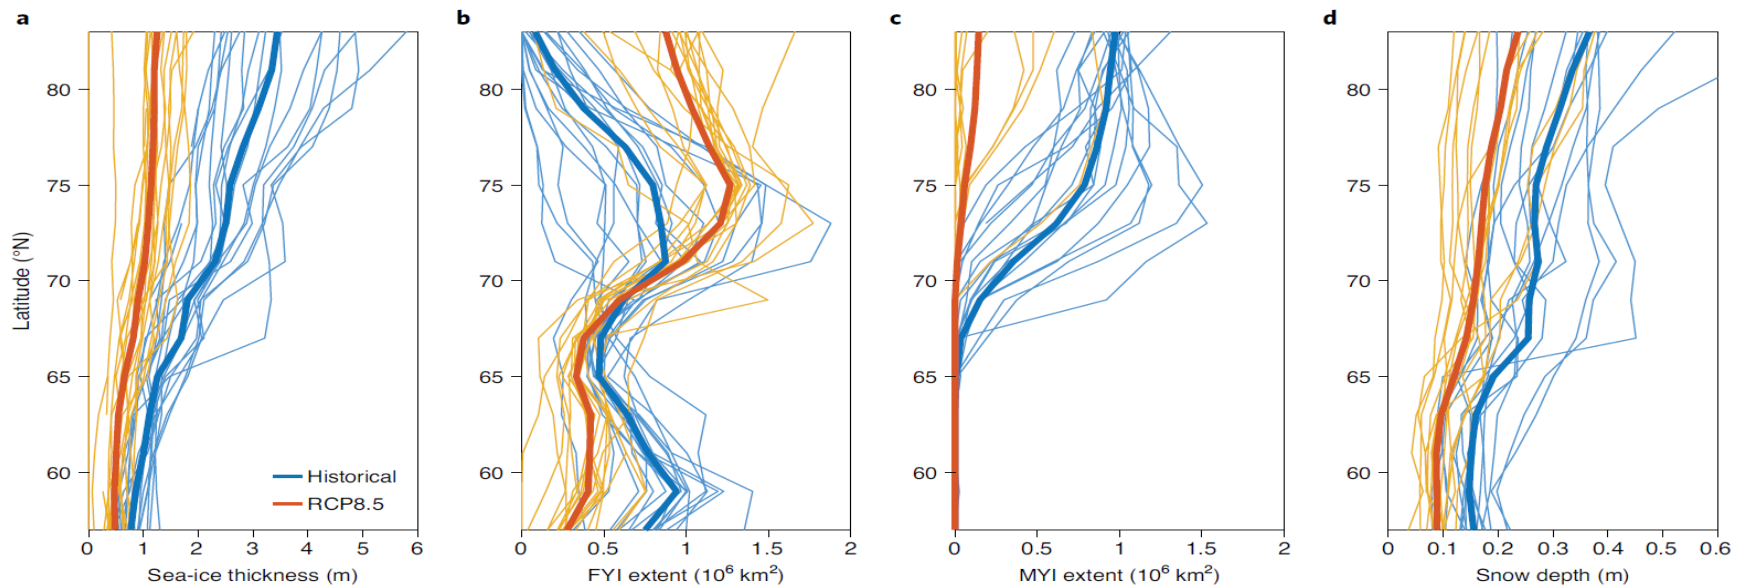 a b c d
Latitude (°N)
80 75 70 65 60
Historical
RCP8.5
0 1 2 3 4 5 6
Sea-ice thickness (m)
80 75 70 65 60
0 0.5 1 1.5 2
FYI extent (10⁶ km²)
80 75 70 65 60
0 0.5 1 1.5 2
MYI extent (10⁶ km²)
80 75 70 65 60
0 0.1 0.2 0.3 0.4 0.5 0.6
Snow depth (m)